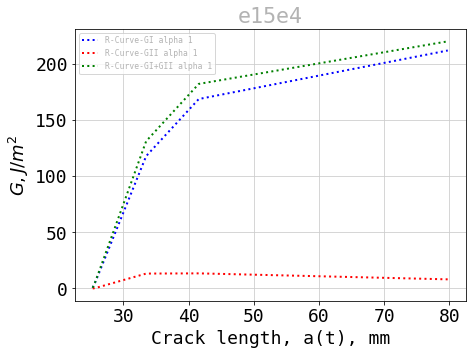 e15e4
R-Curve-GI alpha 1
R-Curve-GII alpha 1
R-Curve-GI+GII alpha 1
200
150
100
50
0
G, J/m²
30 40 50 60 70 80
Crack length, a(t), mm